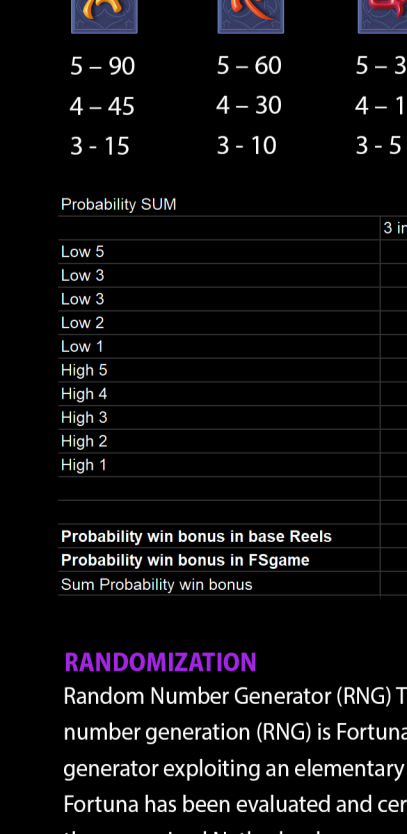 5 – 90 5 – 60 5 – 3
4 – 45 4 – 30 4 – 1
3 - 15 3 - 10 3 - 5
Probability SUM
3 in
Low 5
Low 3
Low 3
Low 2
Low 1
High 5
High 4
High 3
High 2
High 1
Probability win bonus in base Reels
Probability win bonus in FSgame
Sum Probability win bonus
RANDOMIZATION
Random Number Generator (RNG) T
number generation (RNG) is Fortuna
generator exploiting an elementary
Fortuna has been evaluated and cer